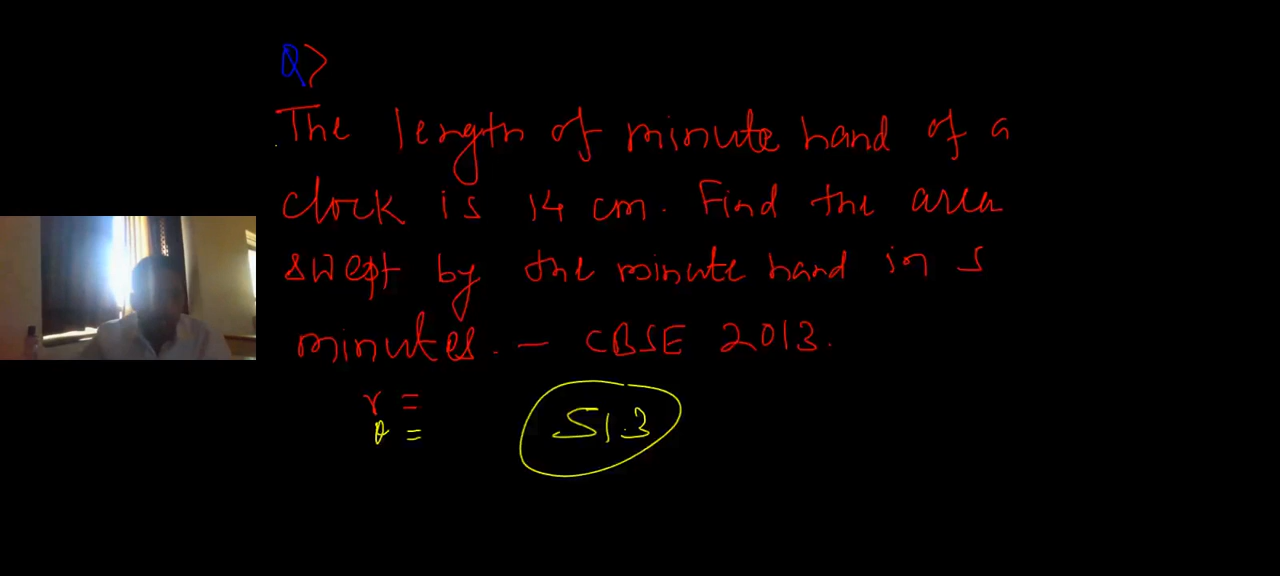 Q>
The length of minute hand of a
clock is 14 cm. Find the area
swept by the minute hand in 5
minutes. - CBSE 2013.
r =
θ =
51.3